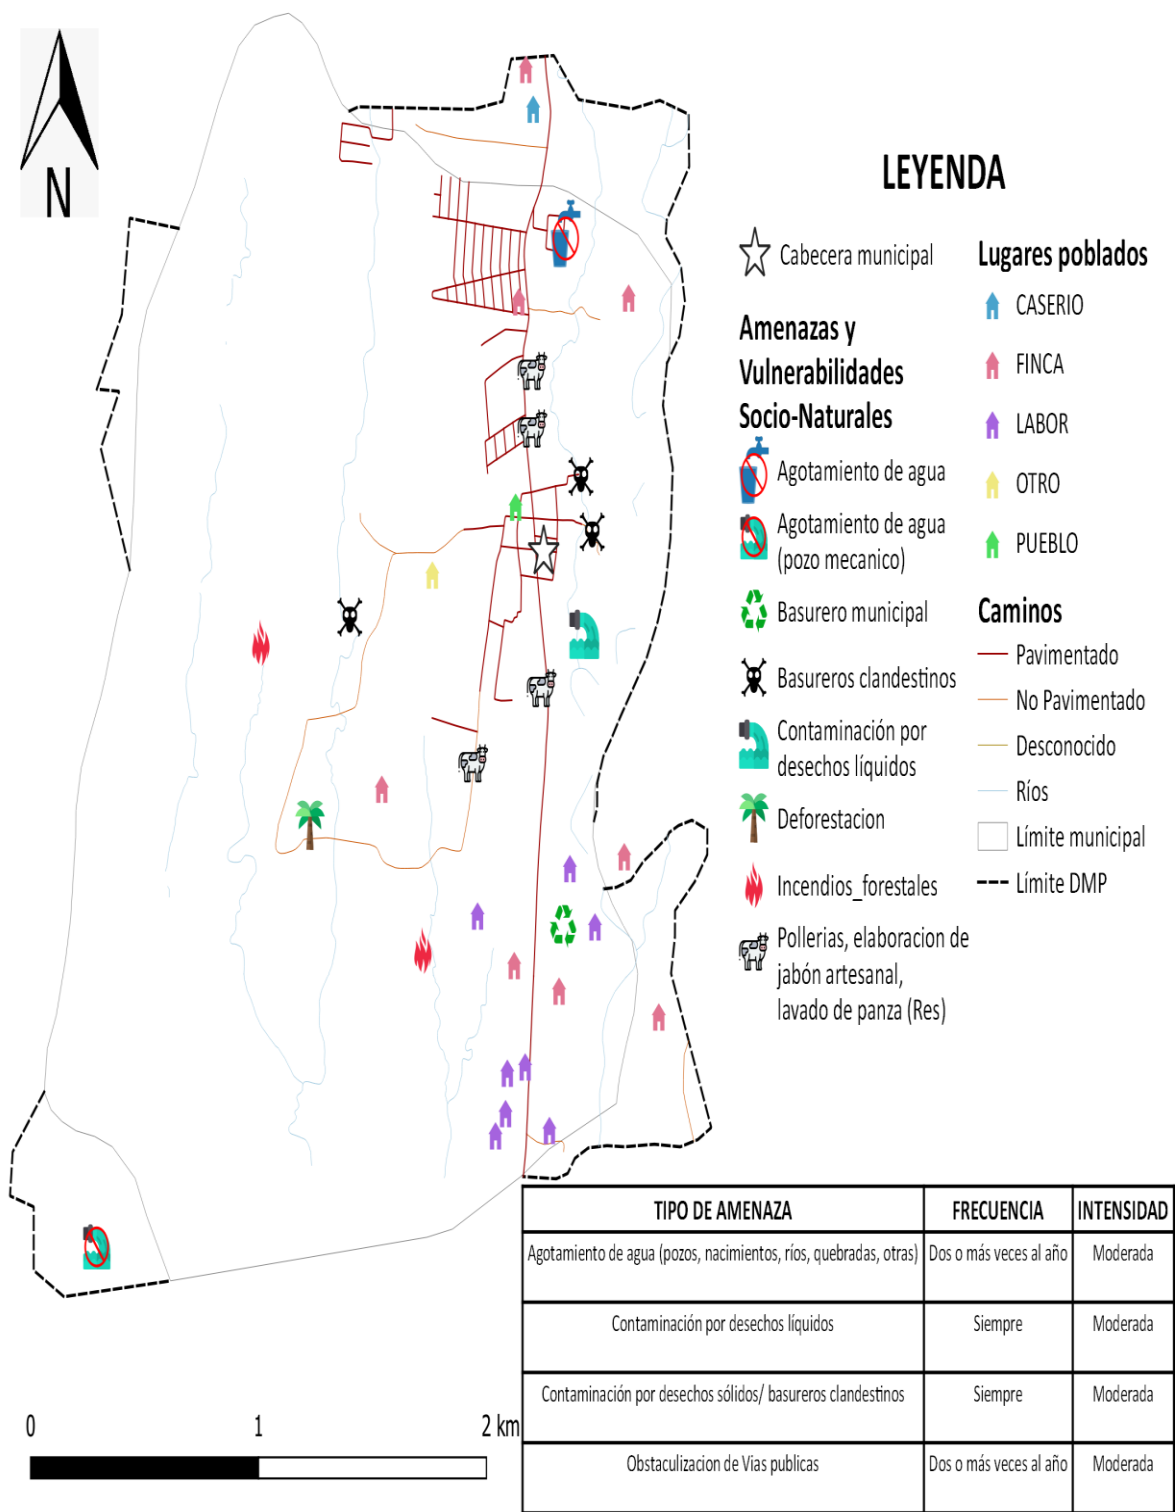 N
LEYENDA
Cabecera municipal
Amenazas y
Vulnerabilidades
Socio-Naturales
Agotamiento de agua
Agotamiento de agua
(pozo mecanico)
Basurero municipal
Basureros clandestinos
Contaminación por
desechos líquidos
Deforestacion
Incendios_forestales
Pollerias, elaboracion de
jabón artesanal,
lavado de panza (Res)
Lugares poblados
CASERIO
FINCA
LABOR
OTRO
PUEBLO
Caminos
Pavimentado
No Pavimentado
Desconocido
Ríos
Límite municipal
Límite DMP
TIPO DE AMENAZA FRECUENCIA INTENSIDAD
Agotamiento de agua (pozos, nacimientos, ríos, quebradas, otras) Dos o más veces al año Moderada
Contaminación por desechos líquidos Siempre Moderada
Contaminación por desechos sólidos/ basureros clandestinos Siempre Moderada
Obstaculizacion de Vias publicas Dos o más veces al año Moderada
0 1 2 km